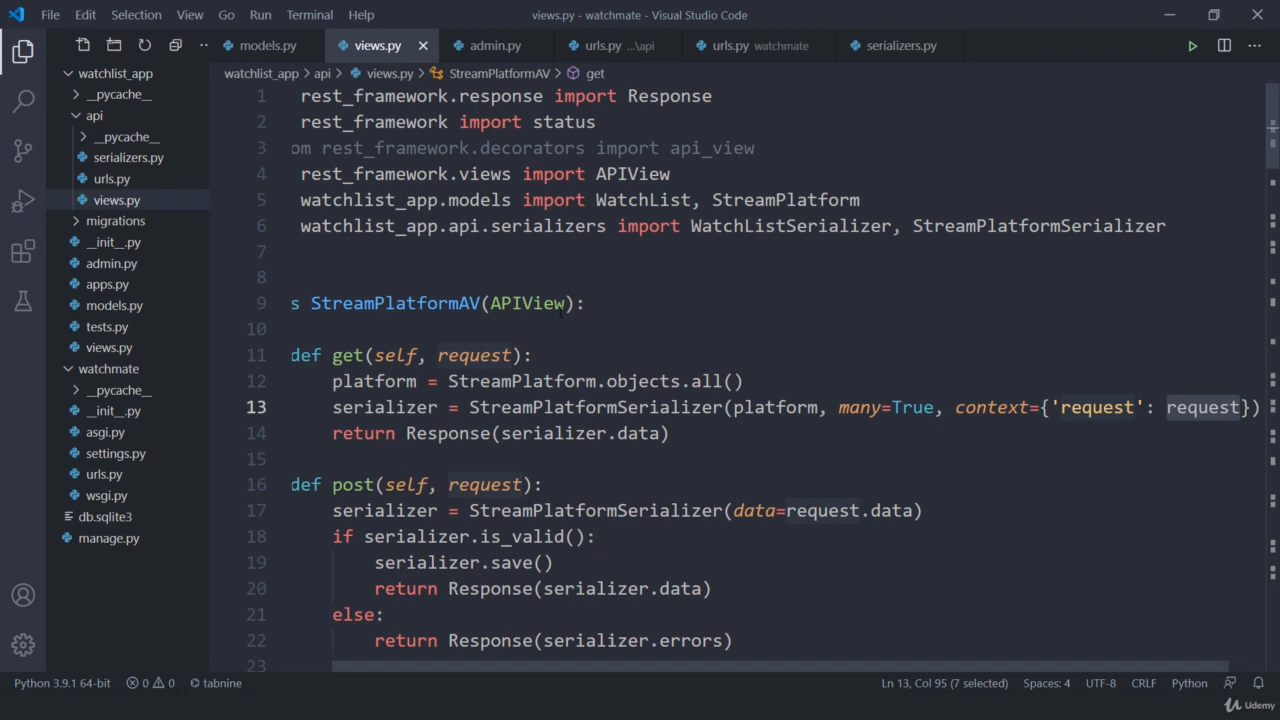 File Edit Selection View Go Run Terminal Help views.py - watchmate - Visual Studio Code
models.py views.py admin.py urls.py ...\api urls.py watchmate serializers.py
watchlist_app > api > views.py > StreamPlatformAV > get
watchlist_app
__pycache__
api
__pycache__
serializers.py
urls.py
views.py
migrations
__init__.py
admin.py
apps.py
models.py
tests.py
views.py
watchmate
__pycache__
__init__.py
asgi.py
settings.py
urls.py
wsgi.py
db.sqlite3
manage.py
1 rest_framework.response import Response
2 rest_framework import status
3 om rest_framework.decorators import api_view
4 rest_framework.views import APIView
5 watchlist_app.models import WatchList, StreamPlatform
6 watchlist_app.api.serializers import WatchListSerializer, StreamPlatformSerializer
7
8
9 s StreamPlatformAV(APIView):
10
11 def get(self, request):
12 platform = StreamPlatform.objects.all()
13 serializer = StreamPlatformSerializer(platform, many=True, context={'request': request})
14 return Response(serializer.data)
15
16 def post(self, request):
17 serializer = StreamPlatformSerializer(data=request.data)
18 if serializer.is_valid():
19 serializer.save()
20 return Response(serializer.data)
21 else:
22 return Response(serializer.errors)
23
Python 3.9.1 64-bit 0 0 tabnine Ln 13, Col 95 (7 selected) Spaces: 4 UTF-8 CRLF Python
Udemy